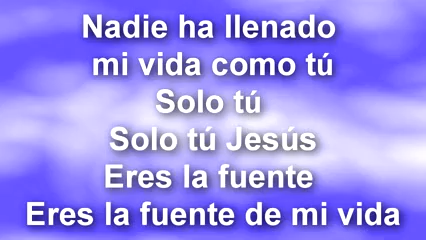 Nadie ha llenado
mi vida como tú
Solo tú
Solo tú Jesús
Eres la fuente
Eres la fuente de mi vida